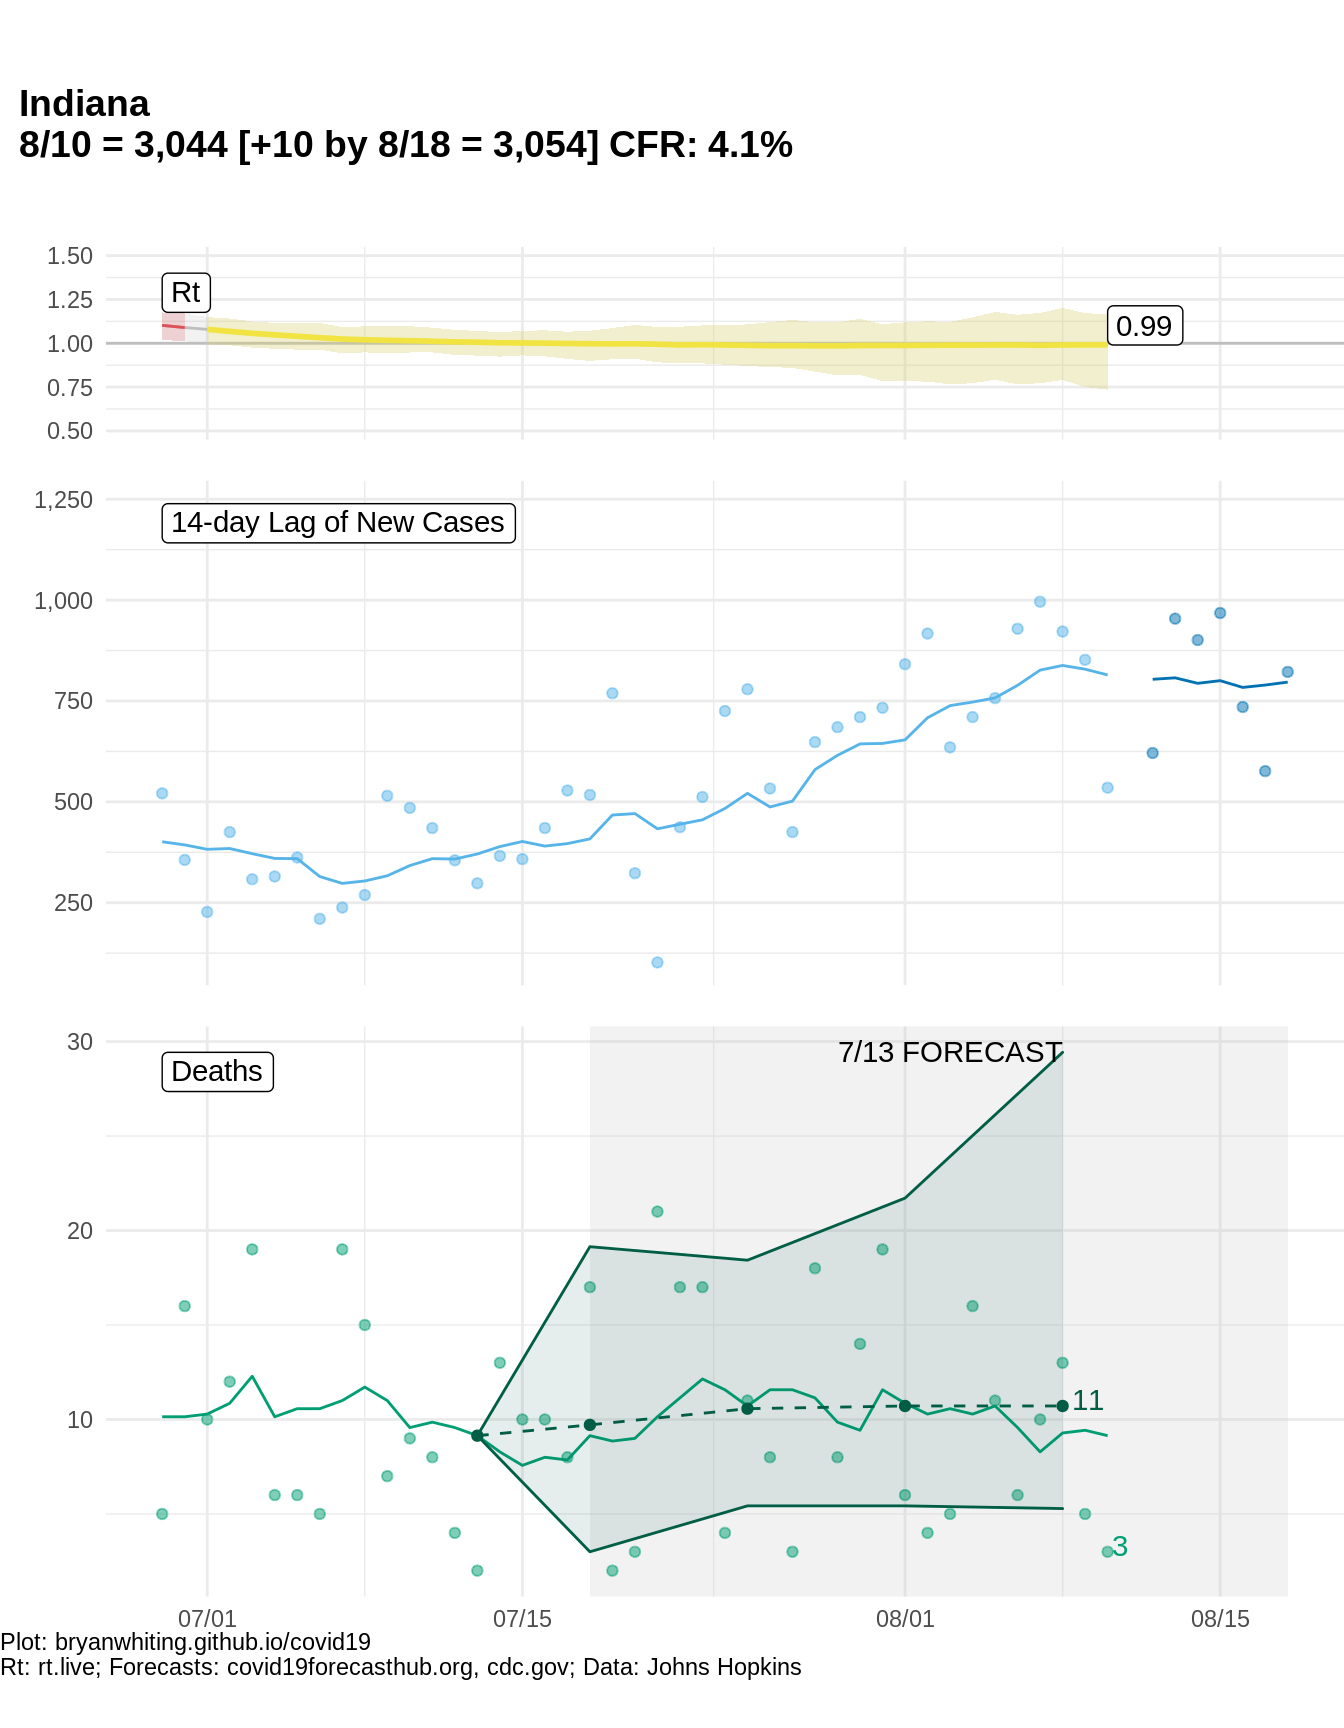 Indiana
8/10 = 3,044 [+10 by 8/18 = 3,054] CFR: 4.1%
1.50
1.25
1.00
0.75
0.50
Rt
0.99
1,250
1,000
750
500
250
14-day Lag of New Cases
30
20
10
Deaths
7/13 FORECAST
11
3
07/01 07/15 08/01 08/15
Plot: bryanwhiting.github.io/covid19
Rt: rt.live; Forecasts: covid19forecasthub.org, cdc.gov; Data: Johns Hopkins